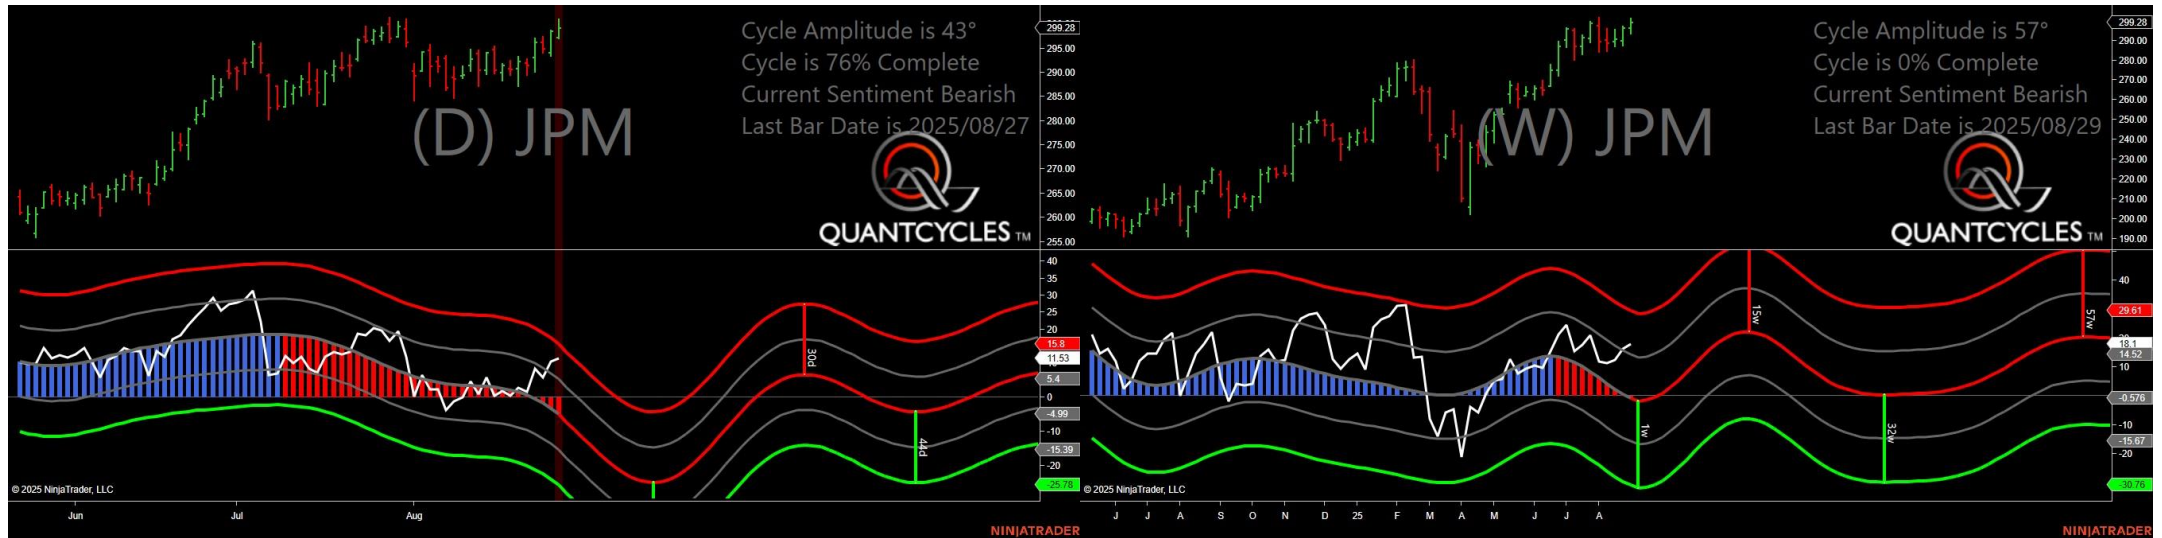 Cycle Amplitude is 43°
Cycle is 76% Complete
Current Sentiment Bearish
Last Bar Date is 2025/08/27
(D) JPM
QUANTCYCLES TM
299.28
295.00
290.00
285.00
280.00
275.00
270.00
265.00
260.00
255.00
40
35
30
25
20
15.8
11.53
5.4
0
-4.99
-10
-15.39
-20
-25.78
30d
44d
© 2025 NinjaTrader, LLC
Jun Jul Aug
NINJATRADER
Cycle Amplitude is 57°
Cycle is 0% Complete
Current Sentiment Bearish
Last Bar Date is 2025/08/29
(W) JPM
QUANTCYCLES TM
299.28
290.00
280.00
270.00
260.00
250.00
240.00
230.00
220.00
210.00
200.00
190.00
40
29.61
18.1
14.52
10
-0.576
-10
-15.67
-20
-30.76
15w
57w
1w
32w
© 2025 NinjaTrader, LLC
J J A S O N D 25 F M A M J J A
NINJATRADER